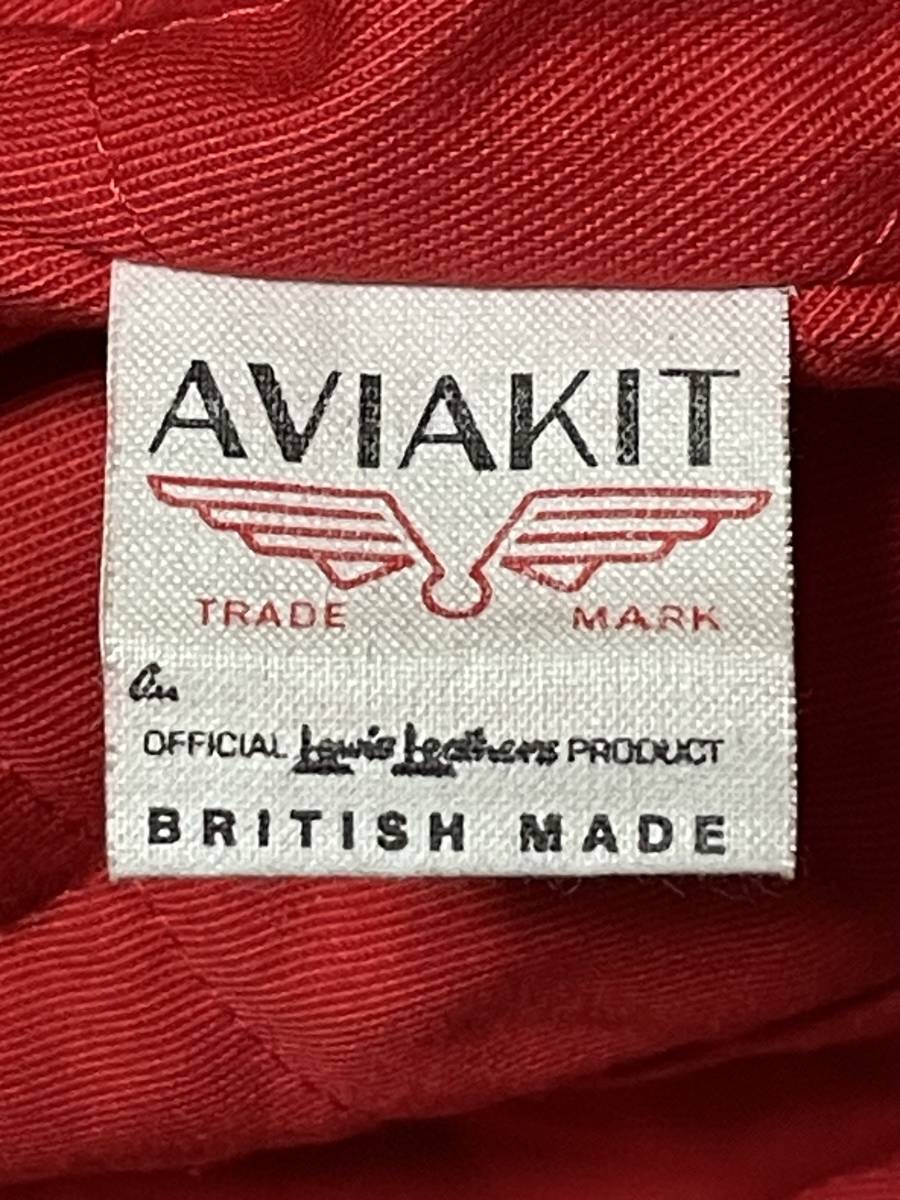 AVIAKIT
TRADE MARK
An
OFFICIAL Lewis Leathers PRODUCT
BRITISH MADE